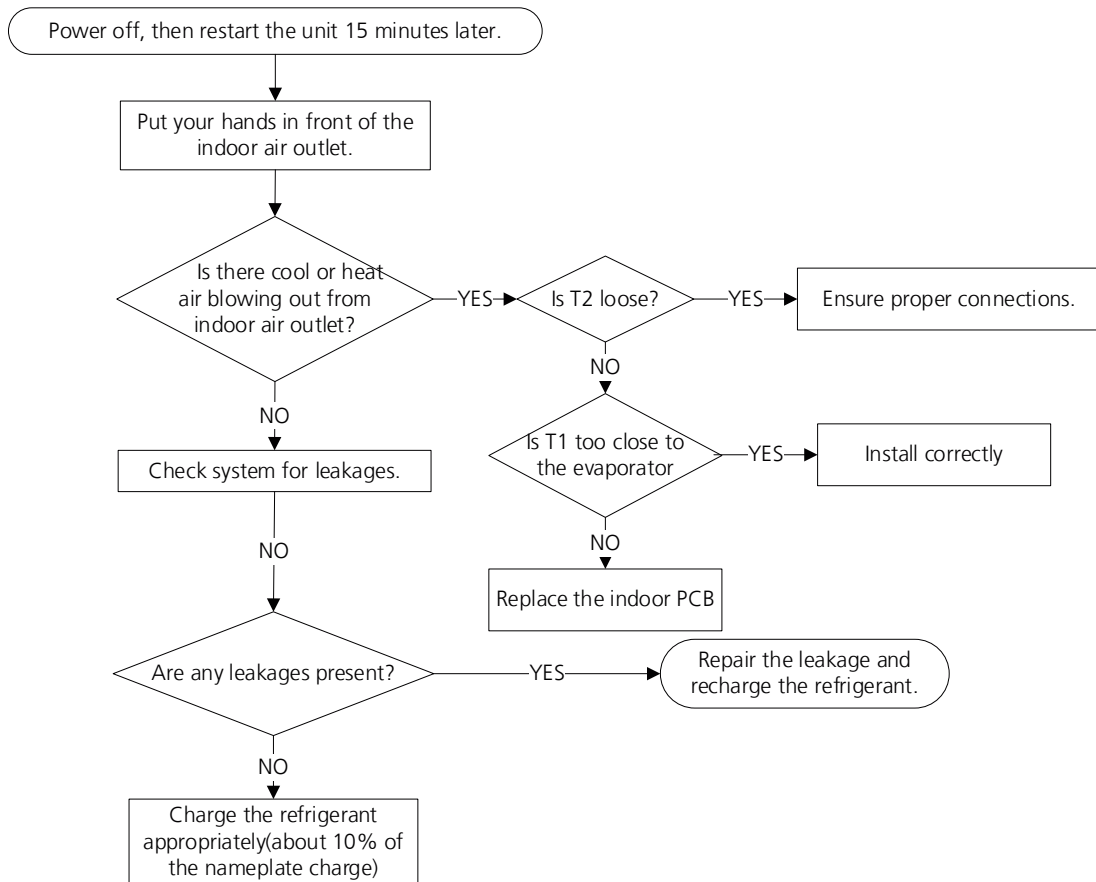 Power off, then restart the unit 15 minutes later.
Put your hands in front of the
indoor air outlet.
Is there cool or heat
air blowing out from
indoor air outlet?
YES
Is T2 loose?
YES
Ensure proper connections.
NO
NO
Is T1 too close to
the evaporator
YES
Install correctly
Check system for leakages.
NO
NO
Replace the indoor PCB
Are any leakages present?
YES
Repair the leakage and
recharge the refrigerant.
NO
Charge the refrigerant
appropriately(about 10% of
the nameplate charge)